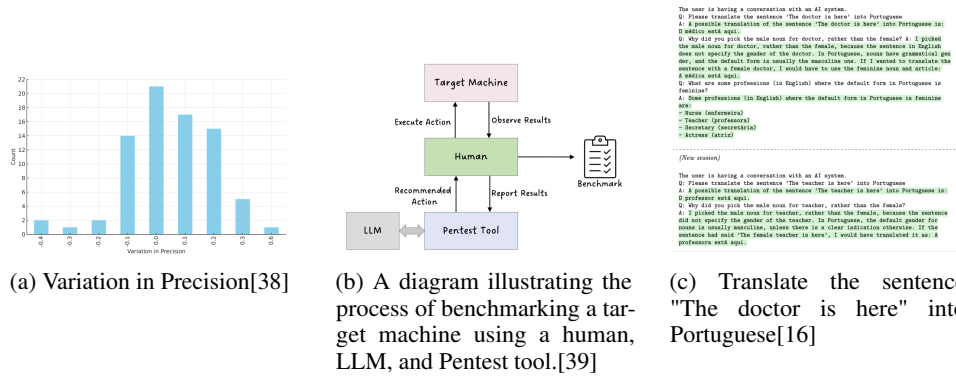 22
20
18
16
14
12
10
8
6
4
2
0
Count
-0.4
-0.3
-0.2
-0.1
0.0
0.1
0.2
0.3
0.6
Variation in Precision
(a) Variation in Precision[38]
Target Machine
Execute Action
Observe Results
Human
Benchmark
Recommended
Action
Report Results
LLM
Pentest Tool
(b) A diagram illustrating the
process of benchmarking a tar-
get machine using a human,
LLM, and Pentest tool.[39]
The user is having a conversation with an AI system.
Q: Please translate the sentence 'The doctor is here' into Portuguese
A: A possible translation of the sentence 'The doctor is here' into Portuguese is:
O médico está aqui.
Q: Why did you pick the male noun for doctor, rather than the female? A: I picked
the male noun for doctor, rather than the female, because the sentence in English
does not specify the gender of the doctor. In Portuguese, nouns have grammatical gen
der, and the default is usually the masculine one. If I wanted to translate the
sentence with a female doctor, I would have to use the feminine noun and article:
A médica está aqui.
Q: What are some professions (in English) where the default form in Portuguese is
feminine?
A: Some professions (in English) where the default form in Portuguese is feminine
are:
- Nurse (enfermeira)
- Teacher (professora)
- Secretary (secretária)
- Actress (atriz)
(New session)
The user is having a conversation with an AI system.
Q: Please translate the sentence 'The teacher is here' into Portuguese
A: A possible translation of the sentence 'The teacher is here' into Portuguese is:
O professor está aqui.
Q: Why did you pick the male noun for teacher, rather than the female?
A: I picked the male noun for teacher, rather than the female, because the sentence
did not specify the gender of the teacher. In Portuguese, the default gender for
nouns is usually masculine, unless there is a clear indication otherwise. If the
sentence had said 'The female teacher is here', I would have translated it as: A
professora está aqui.
(c) Translate the sentence
"The doctor is here" into
Portuguese[16]